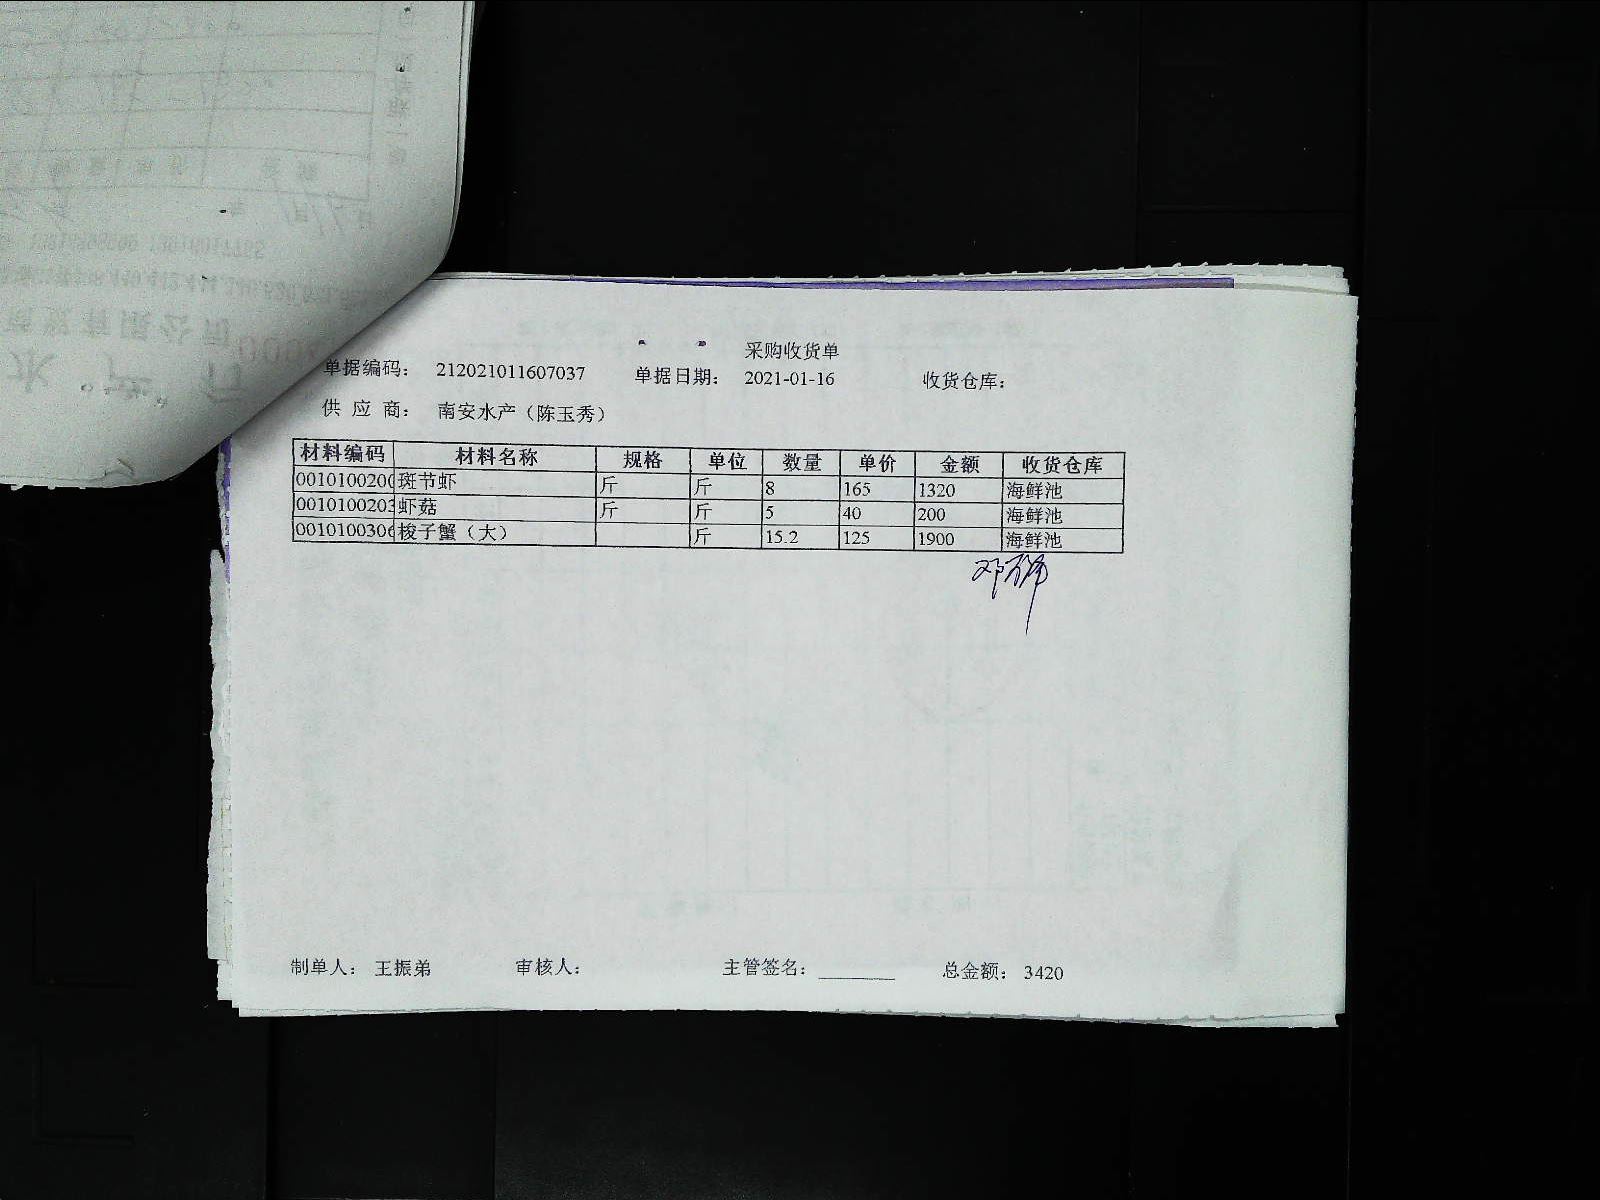 采购收货单
单据编码： 212021011607037 单据日期： 2021-01-16 收货仓库：
供 应 商： 南安水产（陈玉秀）
材料编码 材料名称 规格 单位 数量 单价 金额 收货仓库
0010100200 斑节虾 斤 斤 8 165 1320 海鲜池
0010100203 虾菇 斤 斤 5 40 200 海鲜池
0010100306 梭子蟹（大） 斤 15.2 125 1900 海鲜池
制单人： 王振弟 审核人： 主管签名： 总金额： 3420